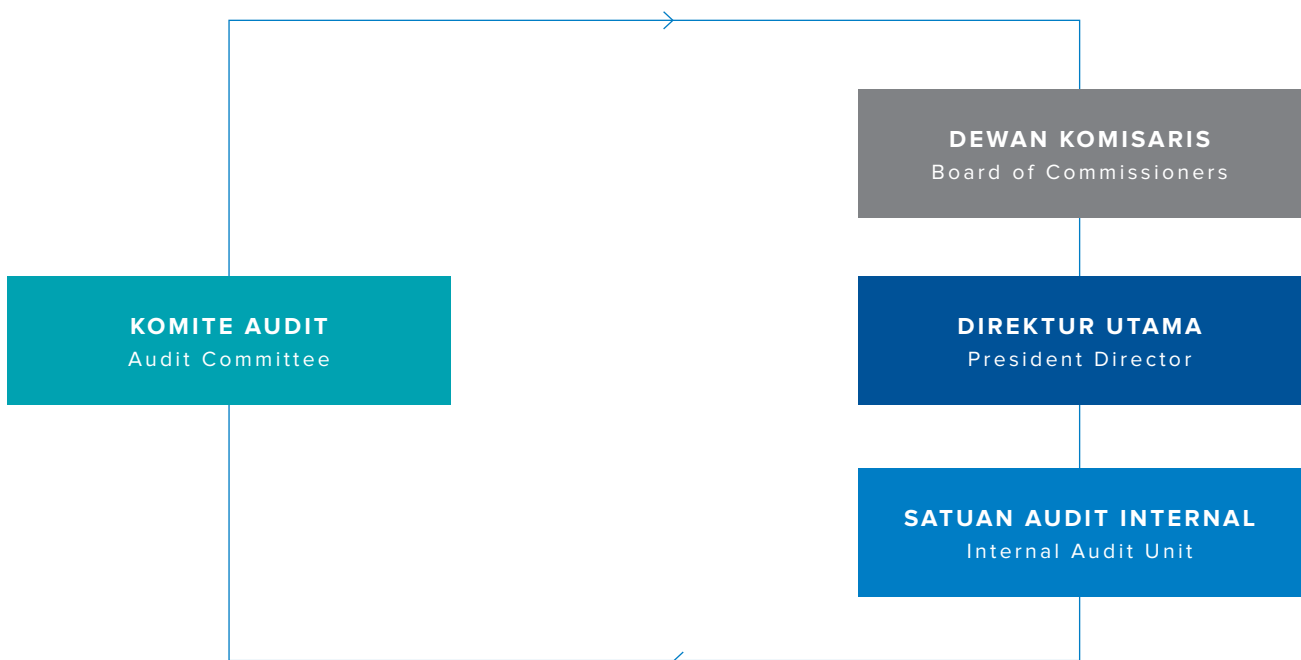 DEWAN KOMISARIS
Board of Commissioners
KOMITE AUDIT
Audit Committee
DIREKTUR UTAMA
President Director
SATUAN AUDIT INTERNAL
Internal Audit Unit